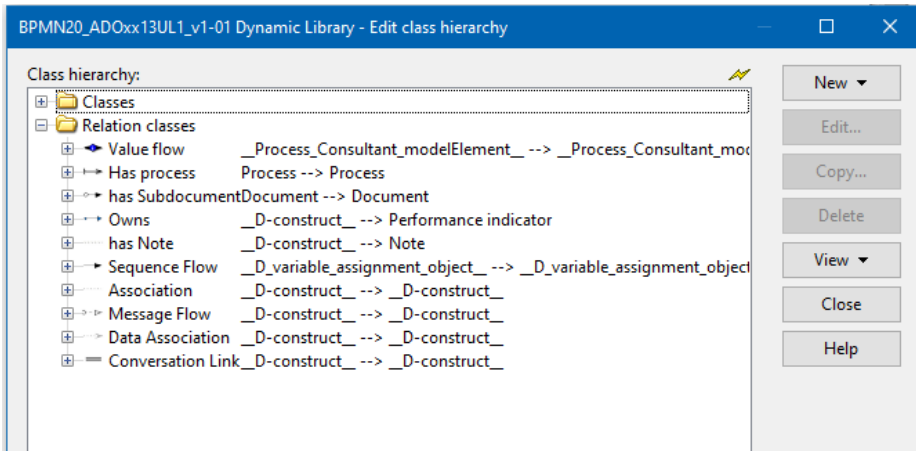 BPMN20_ADOxx13UL1_v1-01 Dynamic Library - Edit class hierarchy
Class hierarchy:
Classes
Relation classes
Value flow __Process_Consultant_modelElement__ --> __Process_Consultant_mod
Has process Process --> Process
has SubdocumentDocument --> Document
Owns __D-construct__ --> Performance indicator
has Note __D-construct__ --> Note
Sequence Flow __D_variable_assignment_object__ --> __D_variable_assignment_object
Association __D-construct__ --> __D-construct__
Message Flow __D-construct__ --> __D-construct__
Data Association __D-construct__ --> __D-construct__
Conversation Link__D-construct__ --> __D-construct__
New
Edit...
Copy...
Delete
View
Close
Help